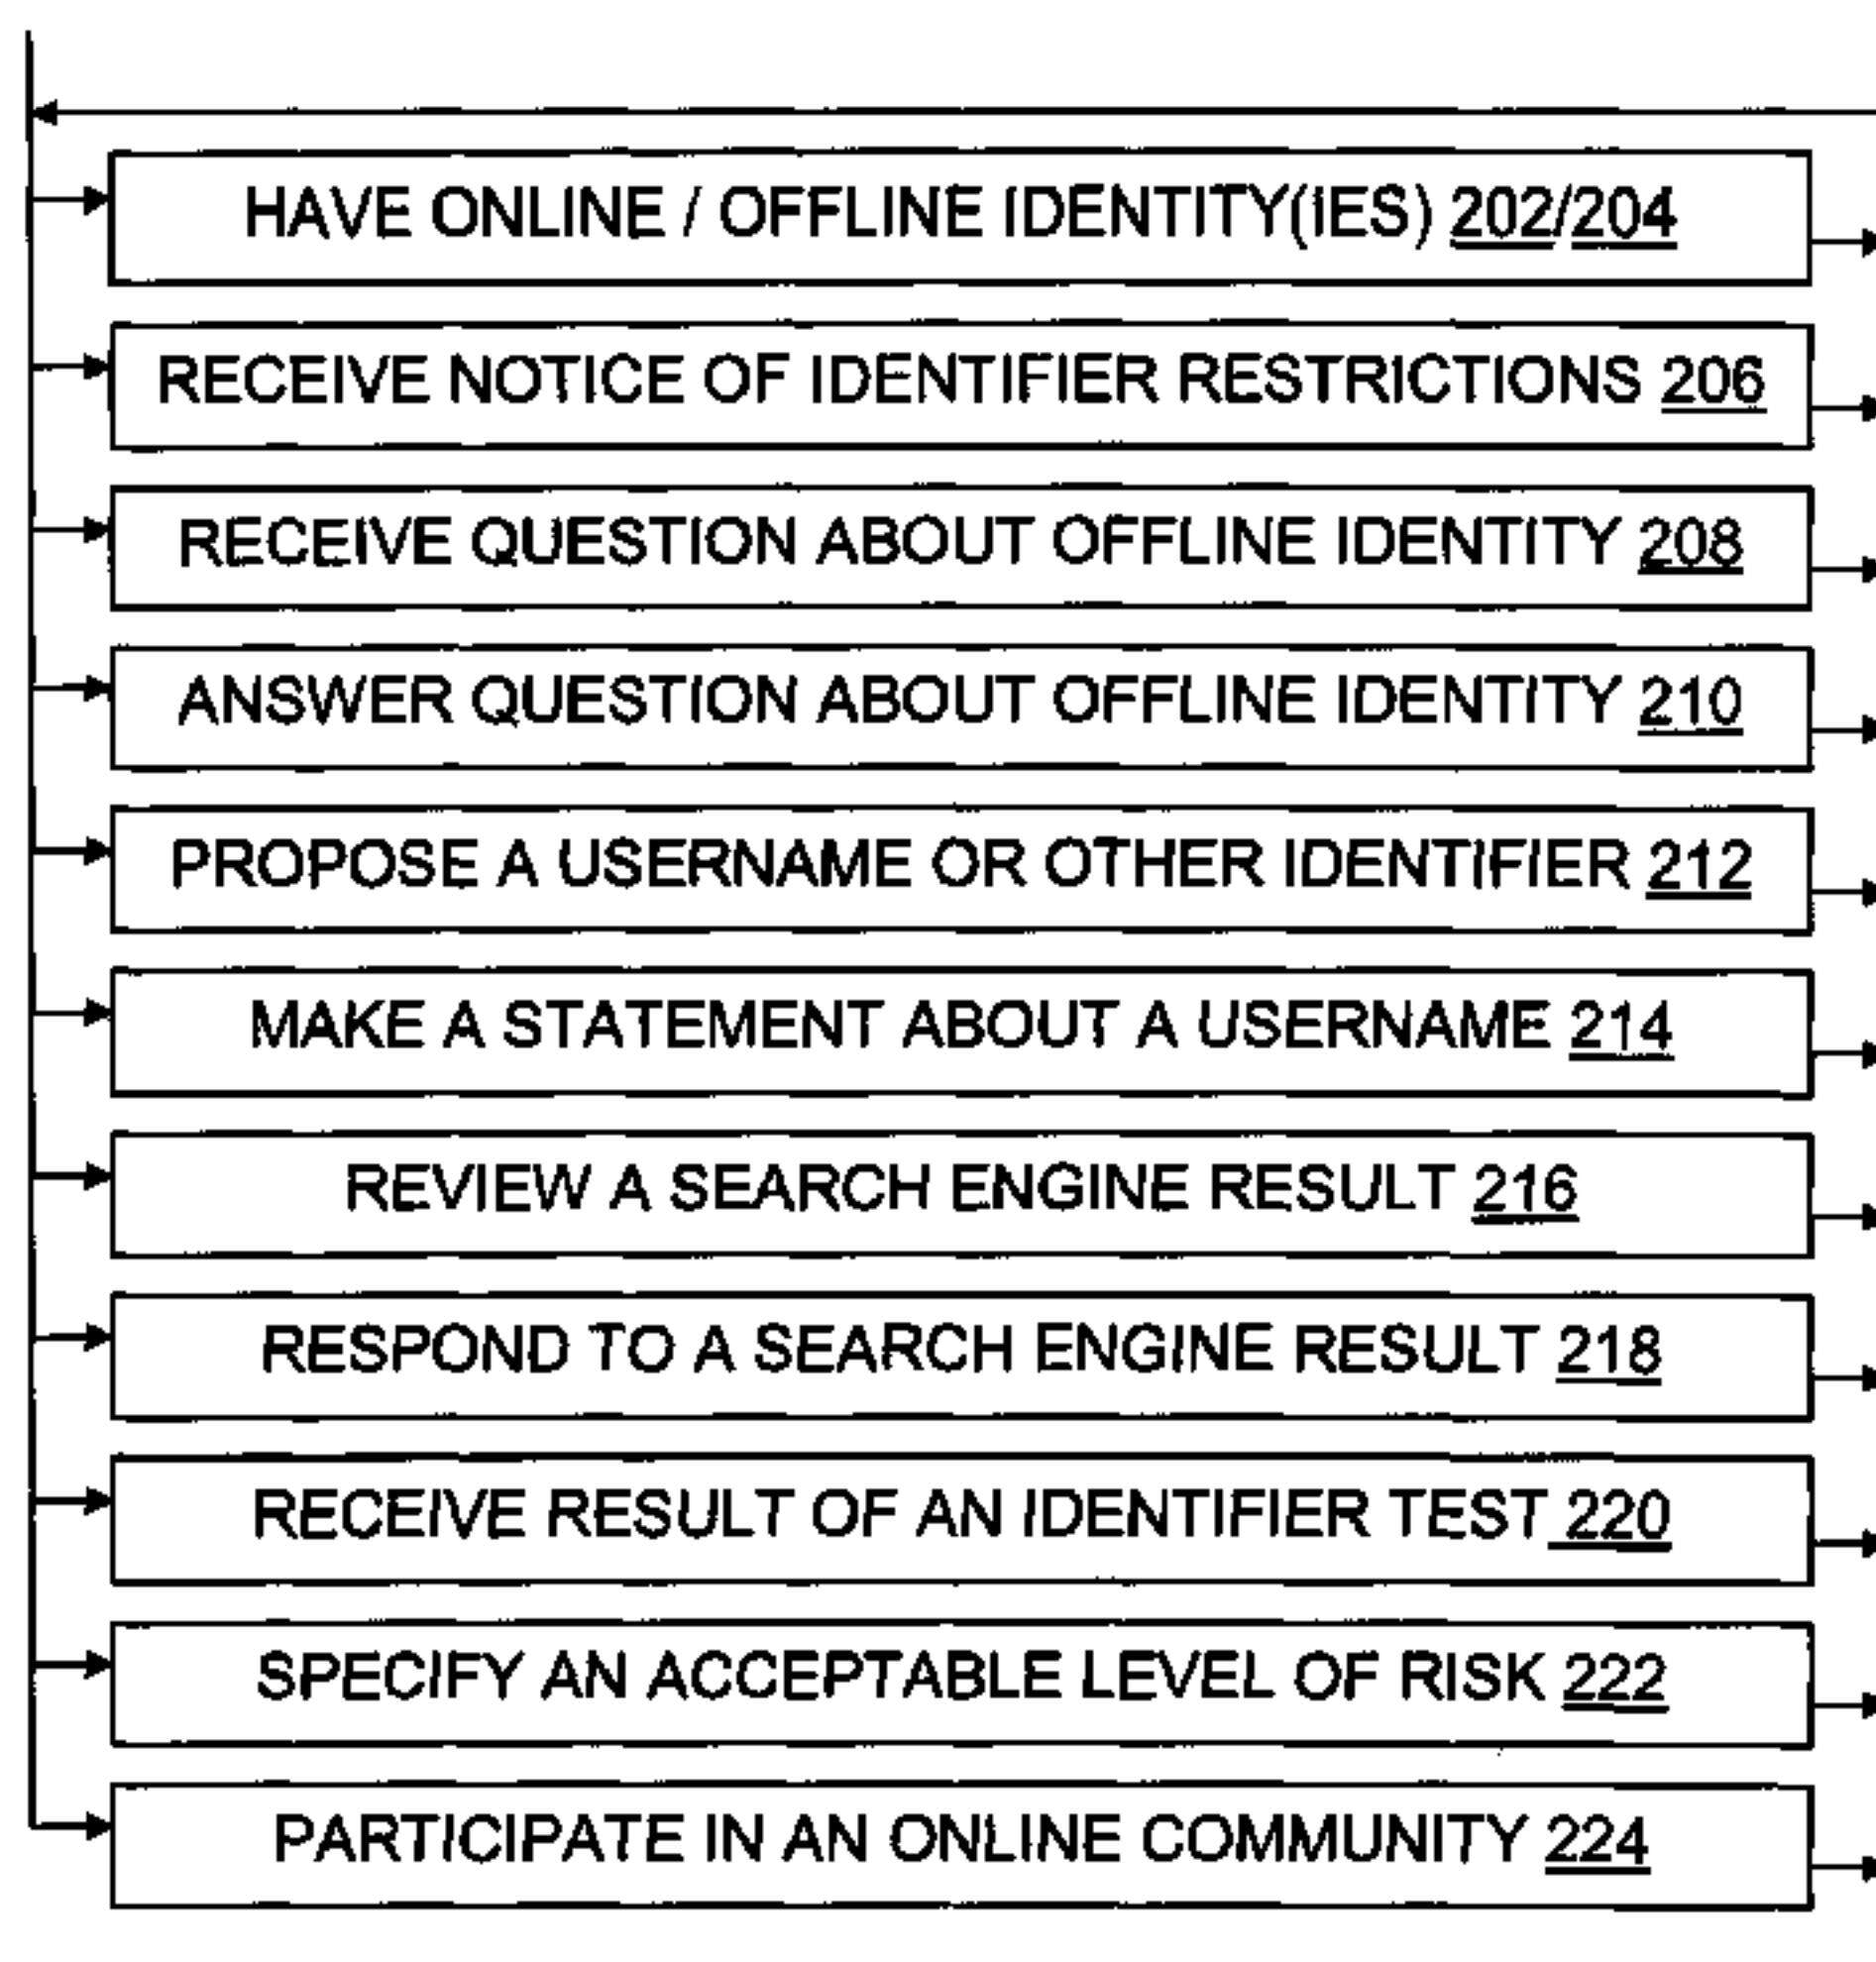 HAVE ONLINE / OFFLINE IDENTITY(IES) 202/204
RECEIVE NOTICE OF IDENTIFIER RESTRICTIONS 206
RECEIVE QUESTION ABOUT OFFLINE IDENTITY 208
ANSWER QUESTION ABOUT OFFLINE IDENTITY 210
PROPOSE A USERNAME OR OTHER IDENTIFIER 212
MAKE A STATEMENT ABOUT A USERNAME 214
REVIEW A SEARCH ENGINE RESULT 216
RESPOND TO A SEARCH ENGINE RESULT 218
RECEIVE RESULT OF AN IDENTIFIER TEST 220
SPECIFY AN ACCEPTABLE LEVEL OF RISK 222
PARTICIPATE IN AN ONLINE COMMUNITY 224